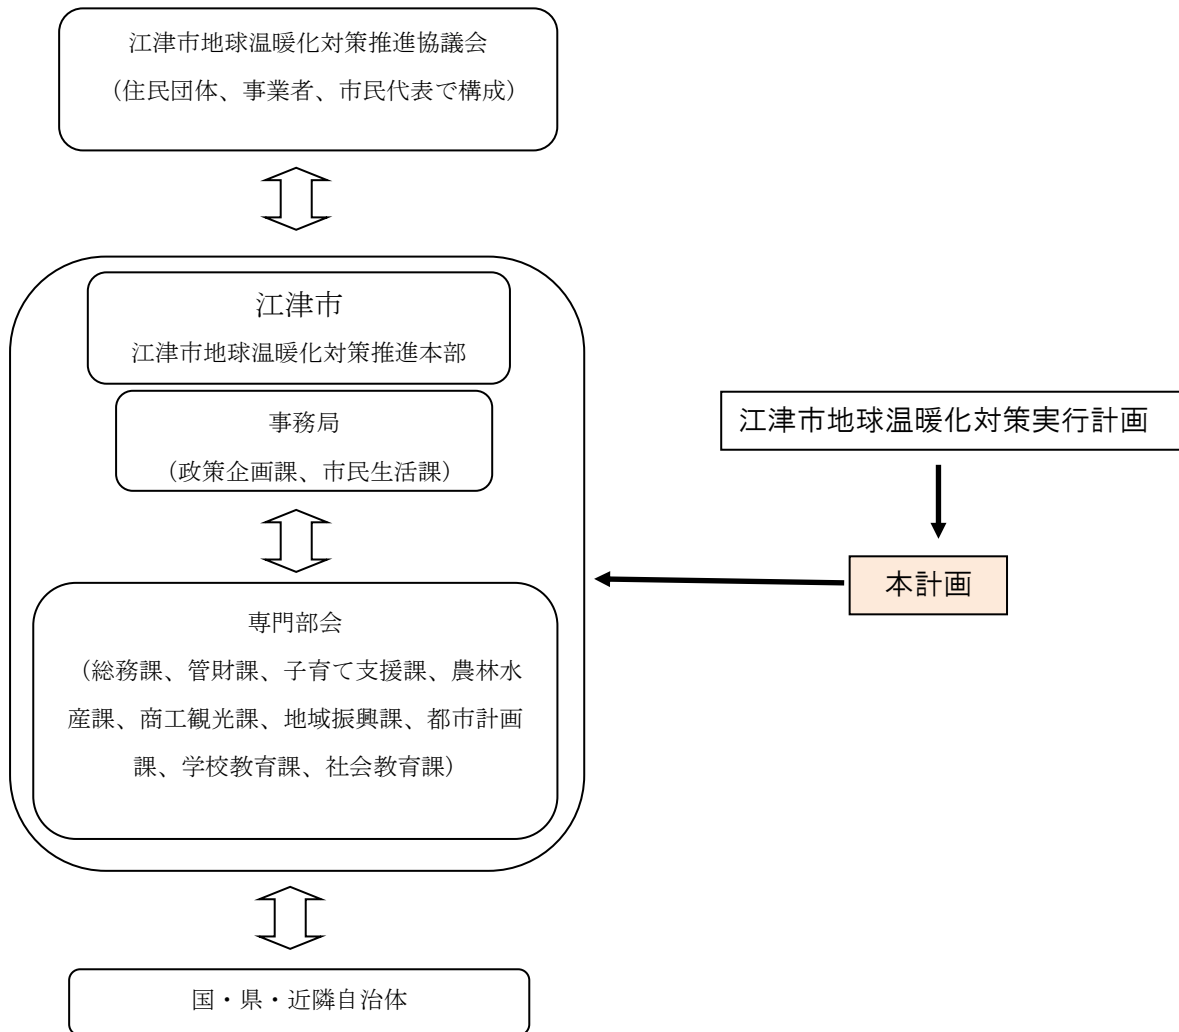 江津市地球温暖化対策推進協議会
（住民団体、事業者、市民代表で構成）
江津市
江津市地球温暖化対策推進本部
事務局
（政策企画課、市民生活課）
専門部会
（総務課、管財課、子育て支援課、農林水
産課、商工観光課、地域振興課、都市計画
課、学校教育課、社会教育課）
国・県・近隣自治体
江津市地球温暖化対策実行計画
本計画